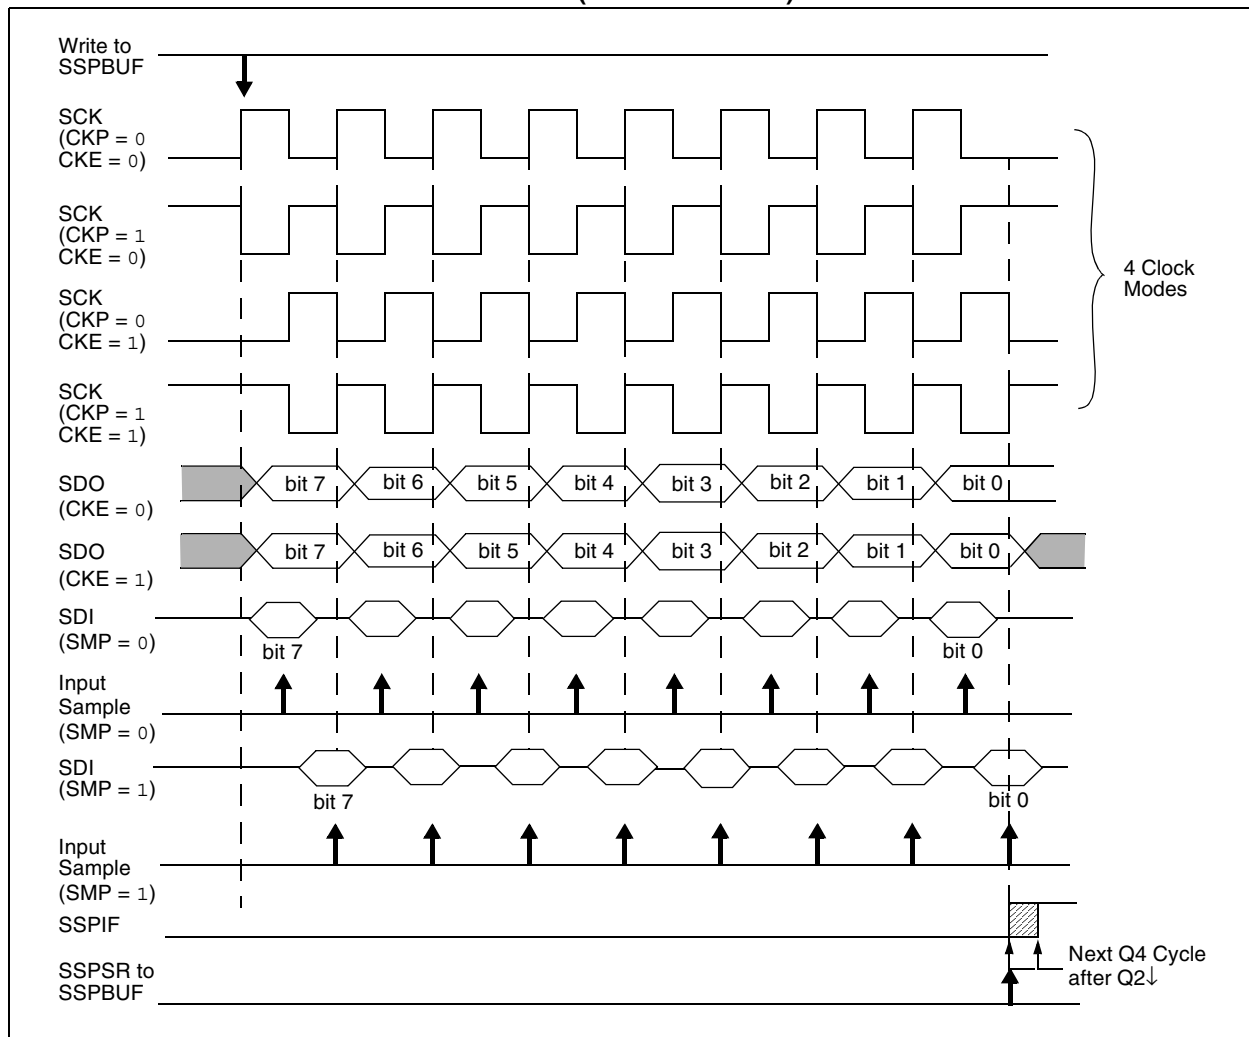 Write to
SSPBUF
SCK
(CKP = 0
CKE = 0)
SCK
(CKP = 1
CKE = 0)
4 Clock
Modes
SCK
(CKP = 0
CKE = 1)
SCK
(CKP = 1
CKE = 1)
SDO
(CKE = 0)
bit 7 bit 6 bit 5 bit 4 bit 3 bit 2 bit 1 bit 0
SDO
(CKE = 1)
bit 7 bit 6 bit 5 bit 4 bit 3 bit 2 bit 1 bit 0
SDI
(SMP = 0)
bit 7 bit 0
Input
Sample
(SMP = 0)
SDI
(SMP = 1)
bit 7 bit 0
Input
Sample
(SMP = 1)
SSPIF
Next Q4 Cycle
after Q2↓
SSPSR to
SSPBUF